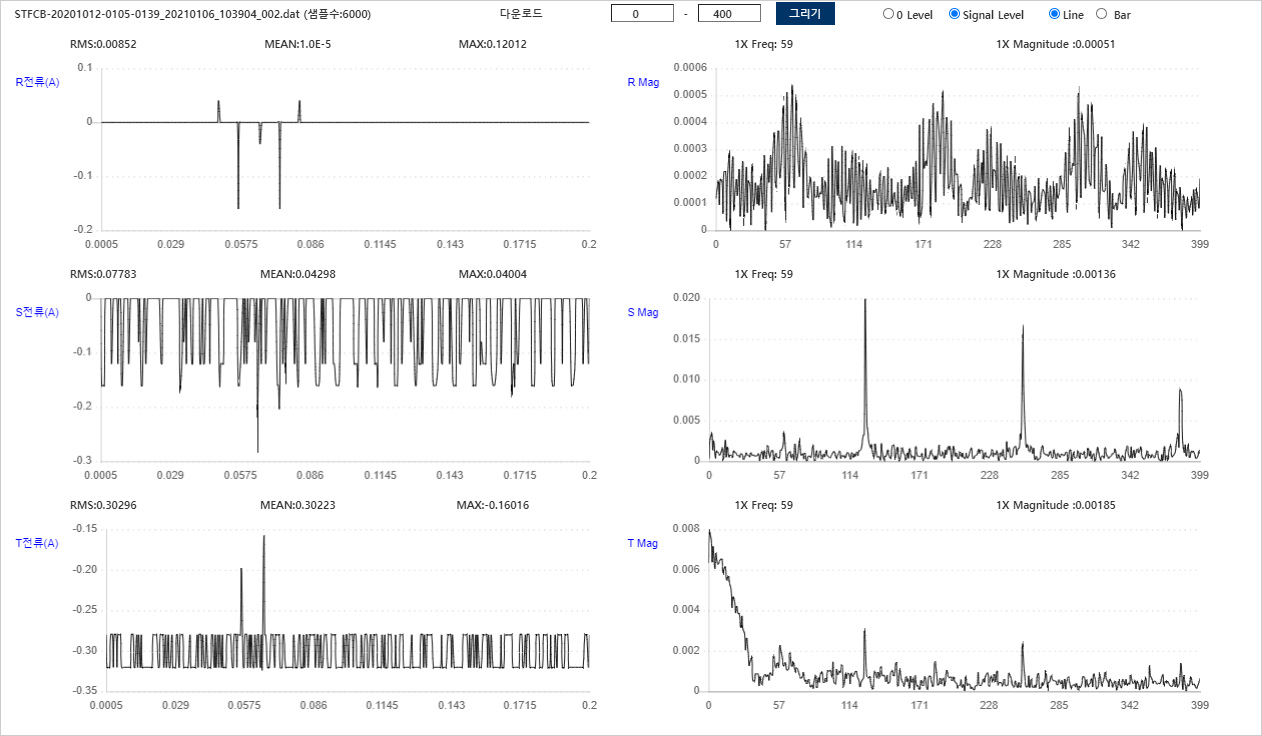 STFCB-20201012-0105-0139_20210106_103904_002.dat (샘플수:6000) 다운로드 0 - 400 그리기 0 Level Signal Level Line Bar
RMS:0.00852 MEAN:1.0E-5 MAX:0.12012 1X Freq: 59 1X Magnitude :0.00051
R전류(A)
0.1
0
-0.1
-0.2
0.0005 0.029 0.0575 0.086 0.1145 0.143 0.1715 0.2
R Mag
0.0006
0.0005
0.0004
0.0003
0.0002
0.0001
0
0 57 114 171 228 285 342 399
RMS:0.07783 MEAN:0.04298 MAX:0.04004 1X Freq: 59 1X Magnitude :0.00136
S전류(A)
0
-0.1
-0.2
-0.3
0.0005 0.029 0.0575 0.086 0.1145 0.143 0.1715 0.2
S Mag
0.020
0.015
0.010
0.005
0
0 57 114 171 228 285 342 399
RMS:0.30296 MEAN:0.30223 MAX:-0.16016 1X Freq: 59 1X Magnitude :0.00185
T전류(A)
-0.15
-0.20
-0.25
-0.30
-0.35
0.0005 0.029 0.0575 0.086 0.1145 0.143 0.1715 0.2
T Mag
0.008
0.006
0.004
0.002
0
0 57 114 171 228 285 342 399